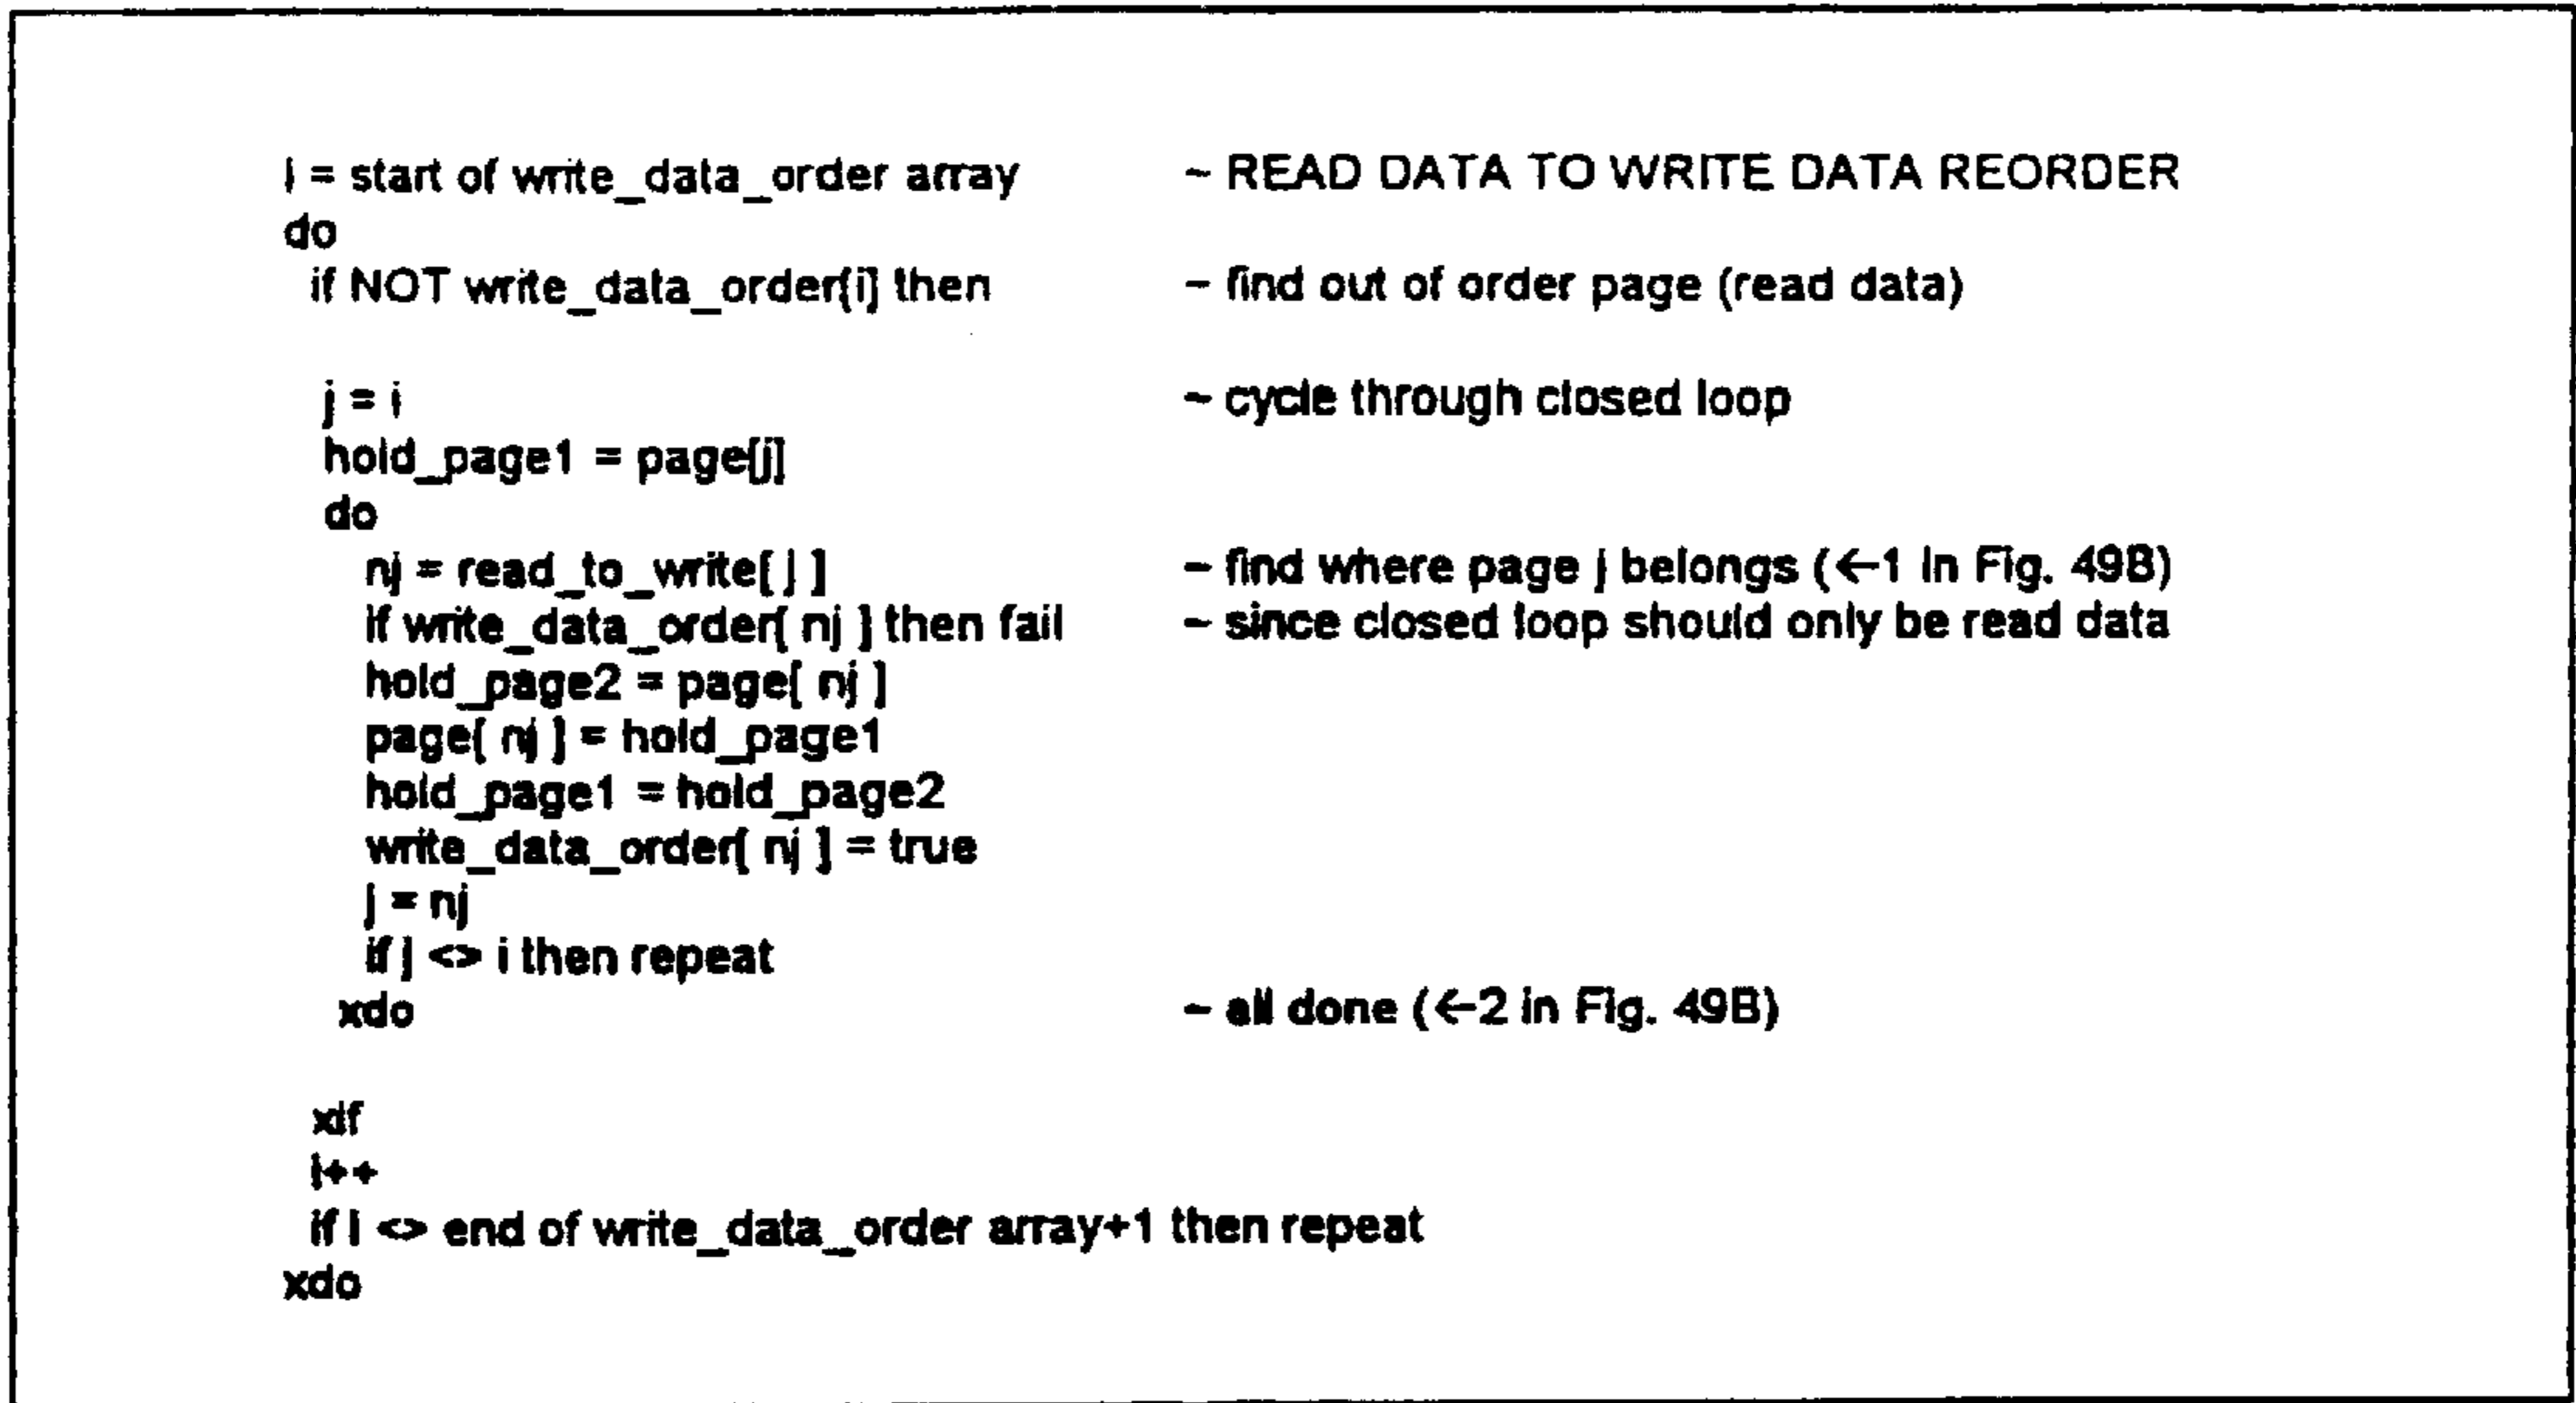 i = start of write_data_order array ~ READ DATA TO WRITE DATA REORDER
do
if NOT write_data_order[i] then ~ find out of order page (read data)
j = i ~ cycle through closed loop
hold_page1 = page[j]
do
nj = read_to_write[ j ] ~ find where page j belongs (←1 in Fig. 49B)
if write_data_order[ nj ] then fail ~ since closed loop should only be read data
hold_page2 = page[ nj ]
page[ nj ] = hold_page1
hold_page1 = hold_page2
write_data_order[ nj ] = true
j = nj
if j <> i then repeat
xdo ~ all done (←2 in Fig. 49B)
xif
i++
if i <> end of write_data_order array+1 then repeat
xdo